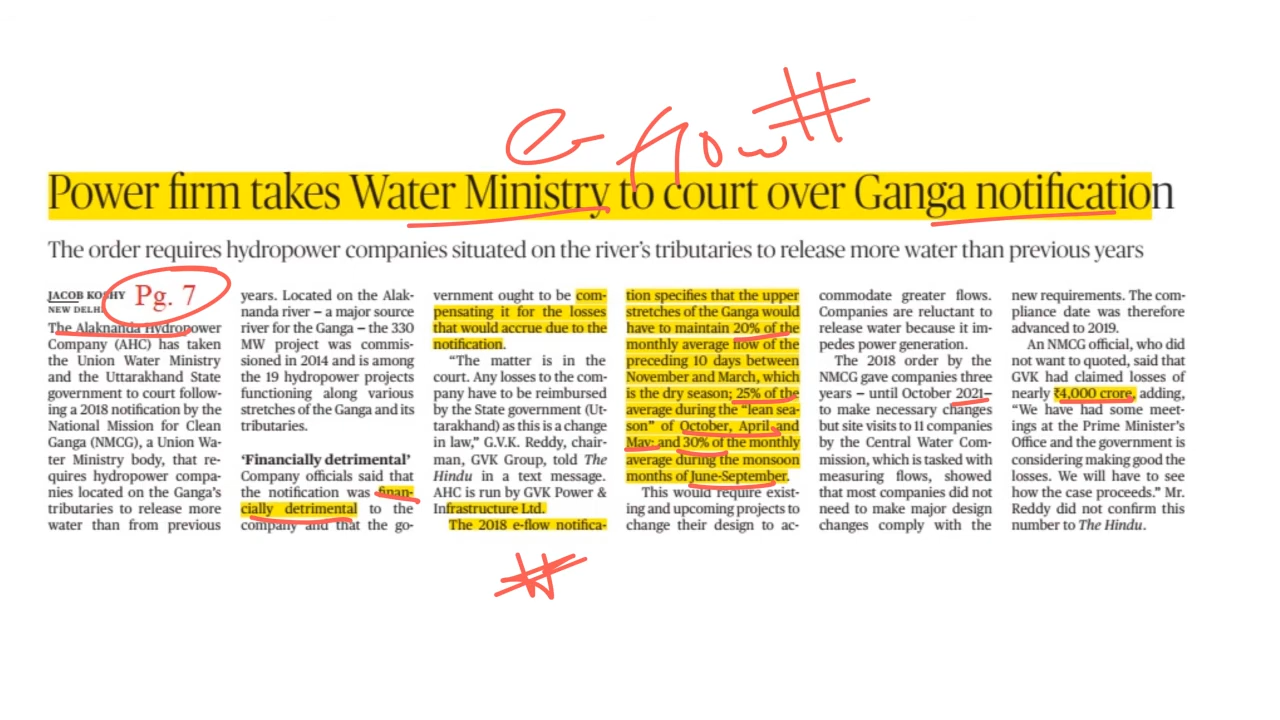 e-flow
Power firm takes Water Ministry to court over Ganga notification
The order requires hydropower companies situated on the river's tributaries to release more water than previous years
JACOB KOSHY
Pg. 7
NEW DELHI
The Alaknanda Hydropower
Company (AHC) has taken
the Union Water Ministry
and the Uttarakhand State
government to court follow-
ing a 2018 notification by the
National Mission for Clean
Ganga (NMCG), a Union Wa-
ter Ministry body, that re-
quires hydropower compa-
nies located on the Ganga's
tributaries to release more
water than from previous
years. Located on the Alak-
nanda river – a major source
river for the Ganga – the 330
MW project was commis-
sioned in 2014 and is among
the 19 hydropower projects
functioning along various
stretches of the Ganga and its
tributaries.
'Financially detrimental'
Company officials said that
the notification was finan-
cially detrimental to the
company and that the go-
vernment ought to be com-
pensating it for the losses
that would accrue due to the
notification.
"The matter is in the
court. Any losses to the com-
pany have to be reimbursed
by the State government (Ut-
tarakhand) as this is a change
in law," G.V.K. Reddy, chair-
man, GVK Group, told The
Hindu in a text message.
AHC is run by GVK Power &
Infrastructure Ltd.
The 2018 e-flow notifica-
tion specifies that the upper
stretches of the Ganga would
have to maintain 20% of the
monthly average flow of the
preceding 10 days between
November and March, which
is the dry season; 25% of the
average during the "lean sea-
son" of October, April and
May; and 30% of the monthly
average during the monsoon
months of June-September.
This would require exist-
ing and upcoming projects to
change their design to ac-
commodate greater flows.
Companies are reluctant to
release water because it im-
pedes power generation.
The 2018 order by the
NMCG gave companies three
years – until October 2021–
to make necessary changes
but site visits to 11 companies
by the Central Water Com-
mission, which is tasked with
measuring flows, showed
that most companies did not
need to make major design
changes comply with the
new requirements. The com-
pliance date was therefore
advanced to 2019.
An NMCG official, who did
not want to quoted, said that
GVK had claimed losses of
nearly ₹4,000 crore, adding,
"We have had some meet-
ings at the Prime Minister's
Office and the government is
considering making good the
losses. We will have to see
how the case proceeds." Mr.
Reddy did not confirm this
number to The Hindu.